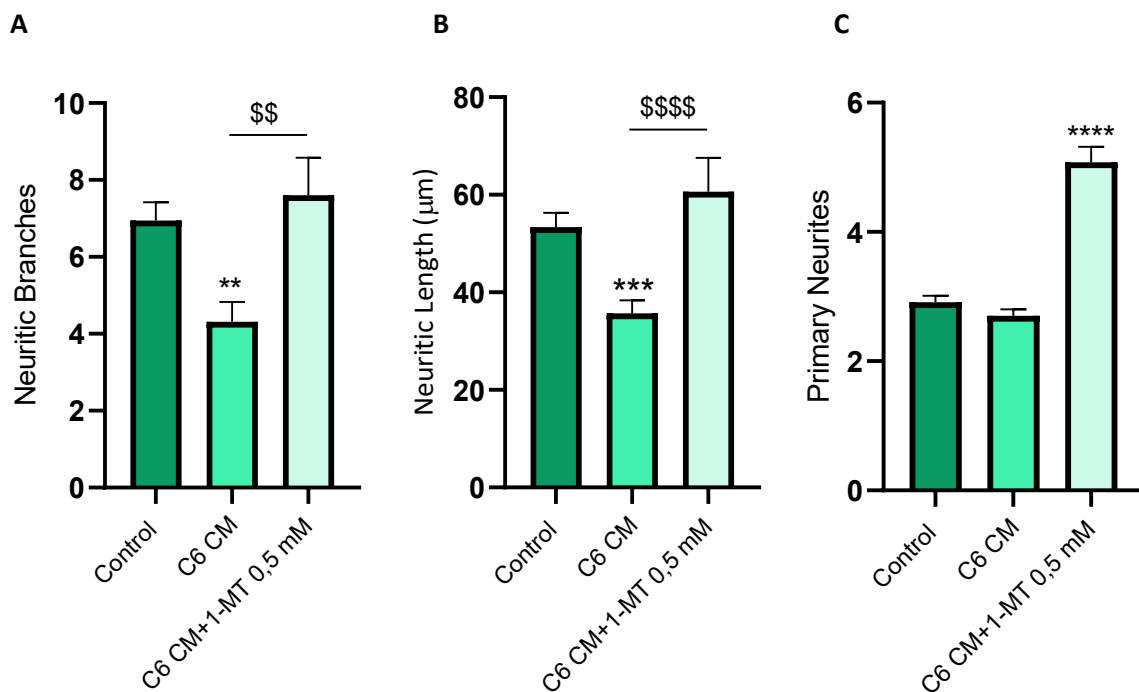 A
Neuritic Branches
10
8
6
4
2
0
**
$$
Control
C6 CM
C6 CM+1-MT 0,5 mM
B
Neuritic Length (μm)
80
60
40
20
0
***
$$$$
Control
C6 CM
C6 CM+1-MT 0,5 mM
C
Primary Neurites
6
4
2
0
****
Control
C6 CM
C6 CM+1-MT 0,5 mM